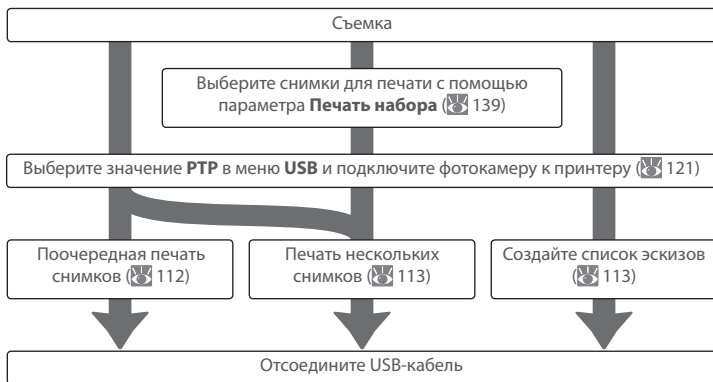 Съемка
Выберите снимки для печати с помощью
параметра Печать набора ( 139)
Выберите значение PTP в меню USB и подключите фотокамеру к принтеру ( 121)
Поочередная печать
снимков ( 112)
Печать нескольких
снимков ( 113)
Создайте список эскизов
( 113)
Отсоедините USB-кабель